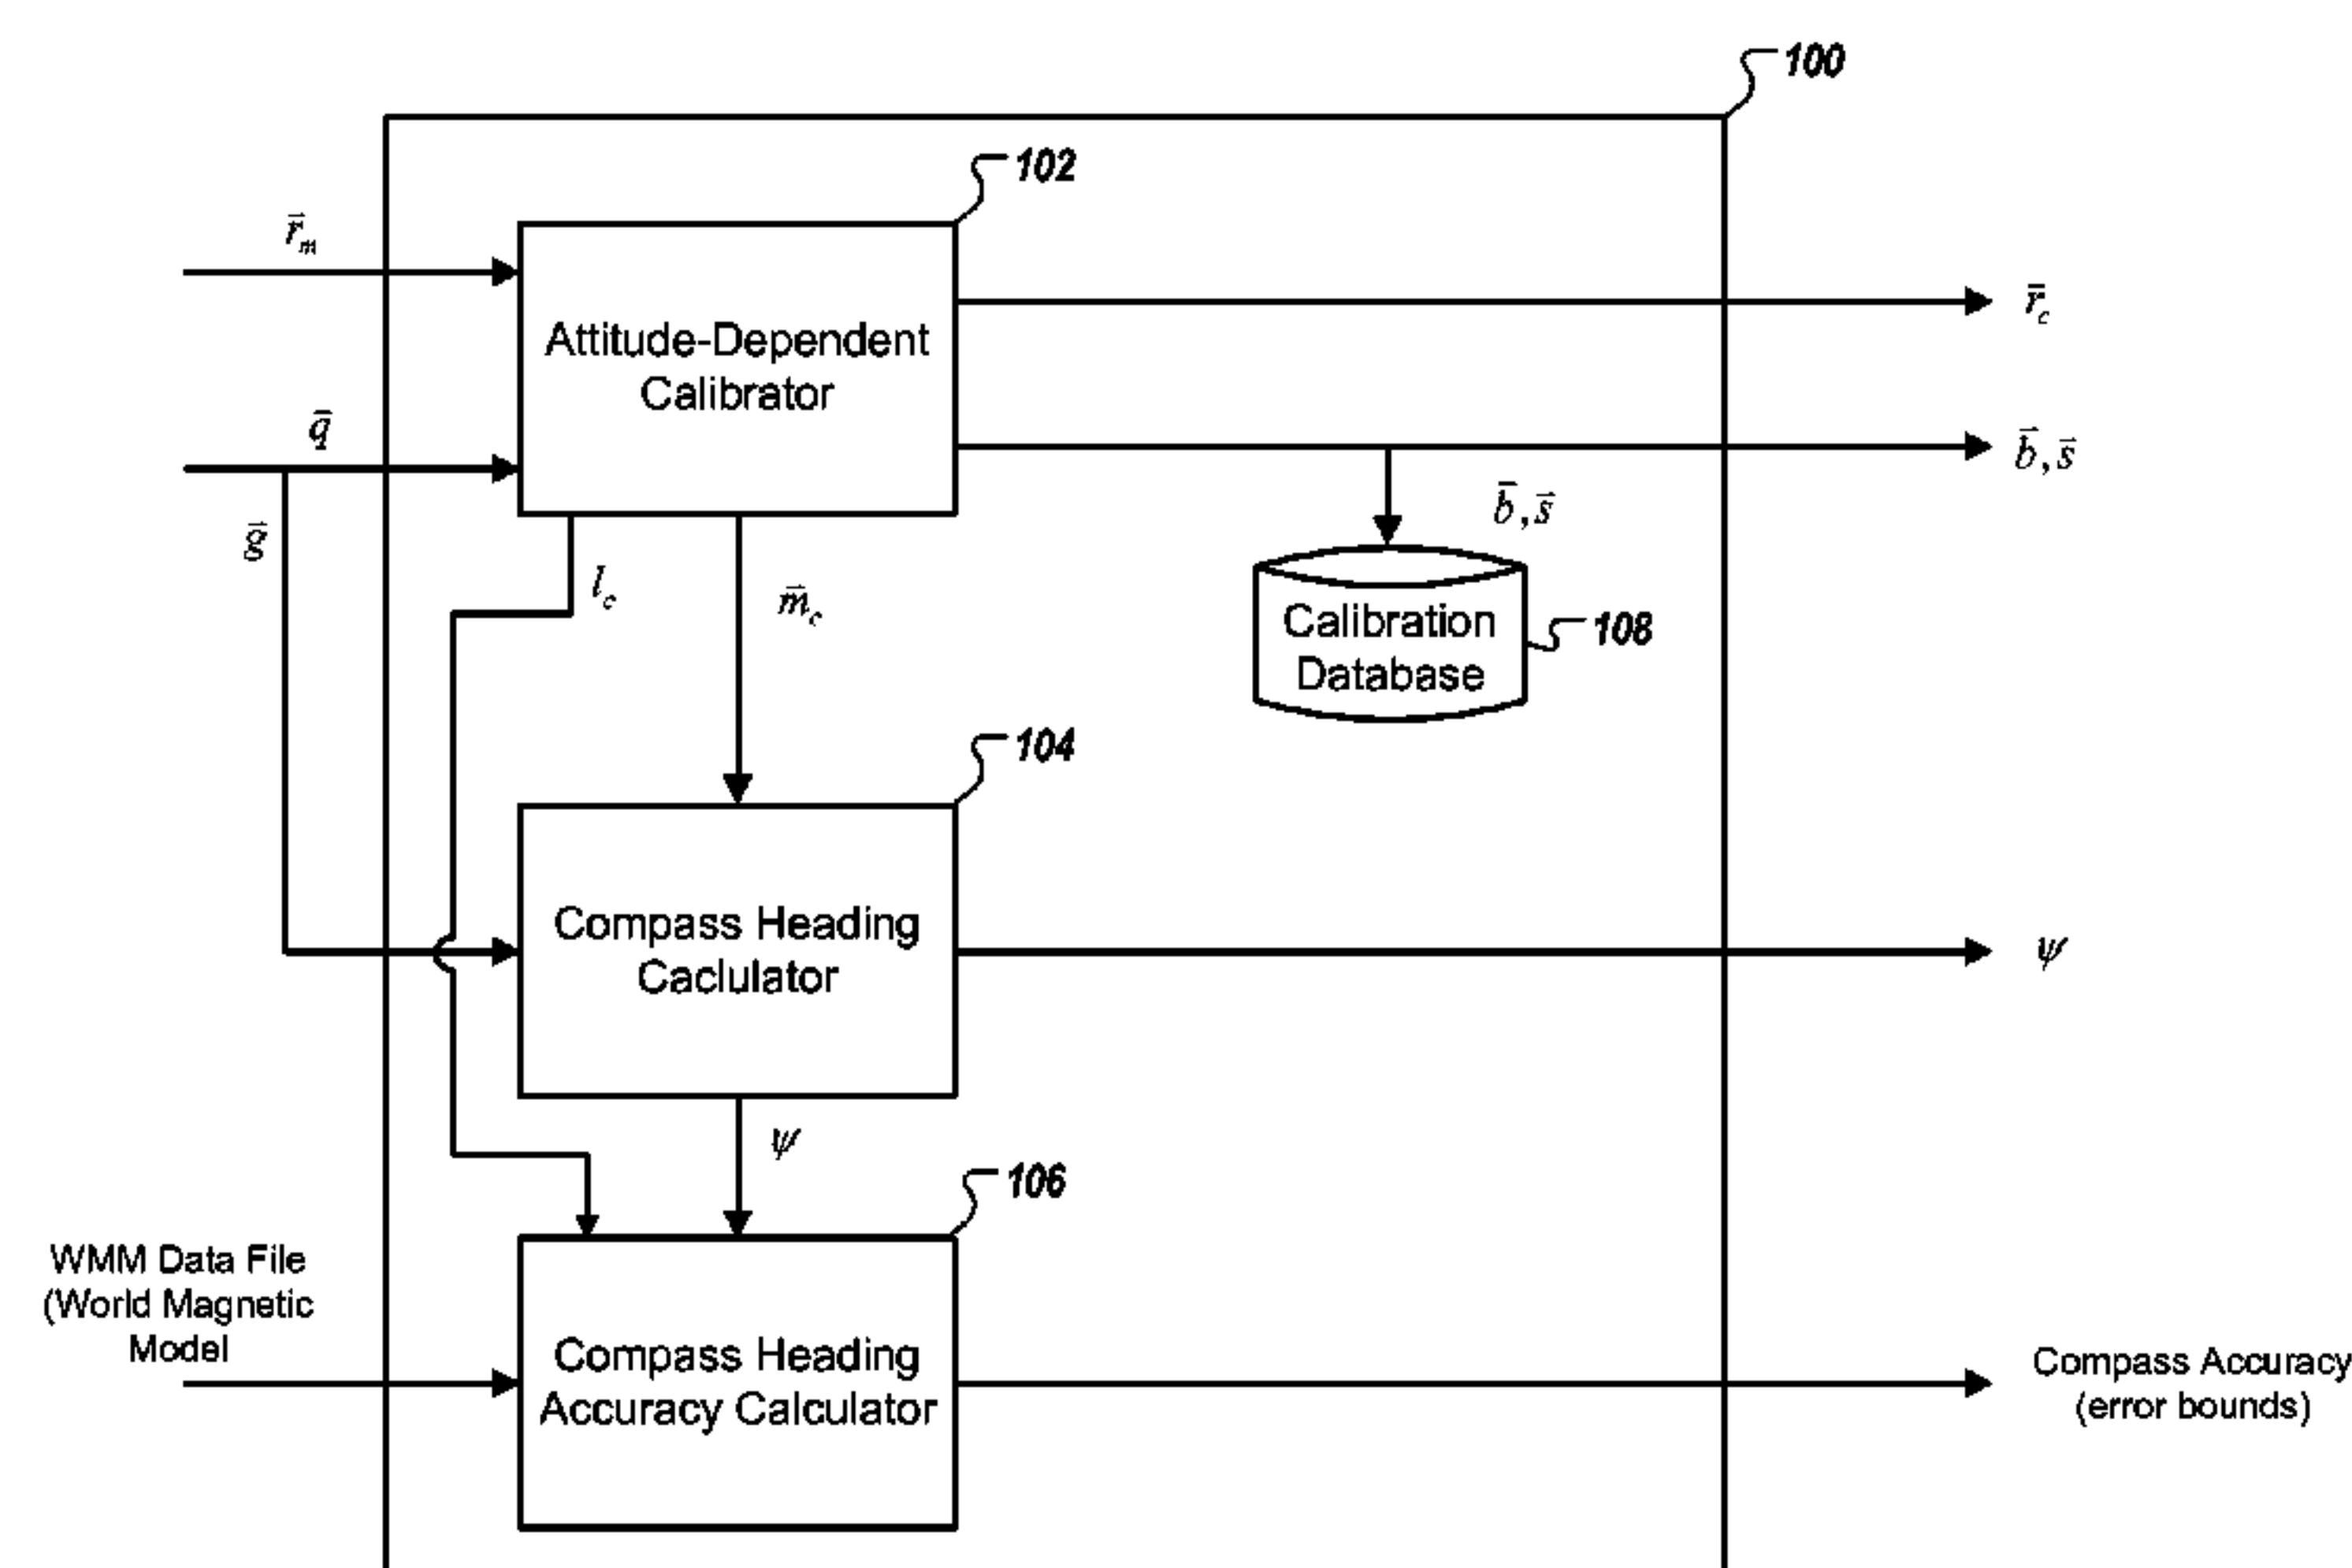 100
102
r̄m
Attitude-Dependent
Calibrator
r̄c
q̄
b̄,s̄
ḡ
b̄,s̄
lc
m̄c
Calibration
Database
108
104
Compass Heading
Caclulator
ψ
ψ
106
WMM Data File
(World Magnetic
Model
Compass Heading
Accuracy Calculator
Compass Accuracy
(error bounds)